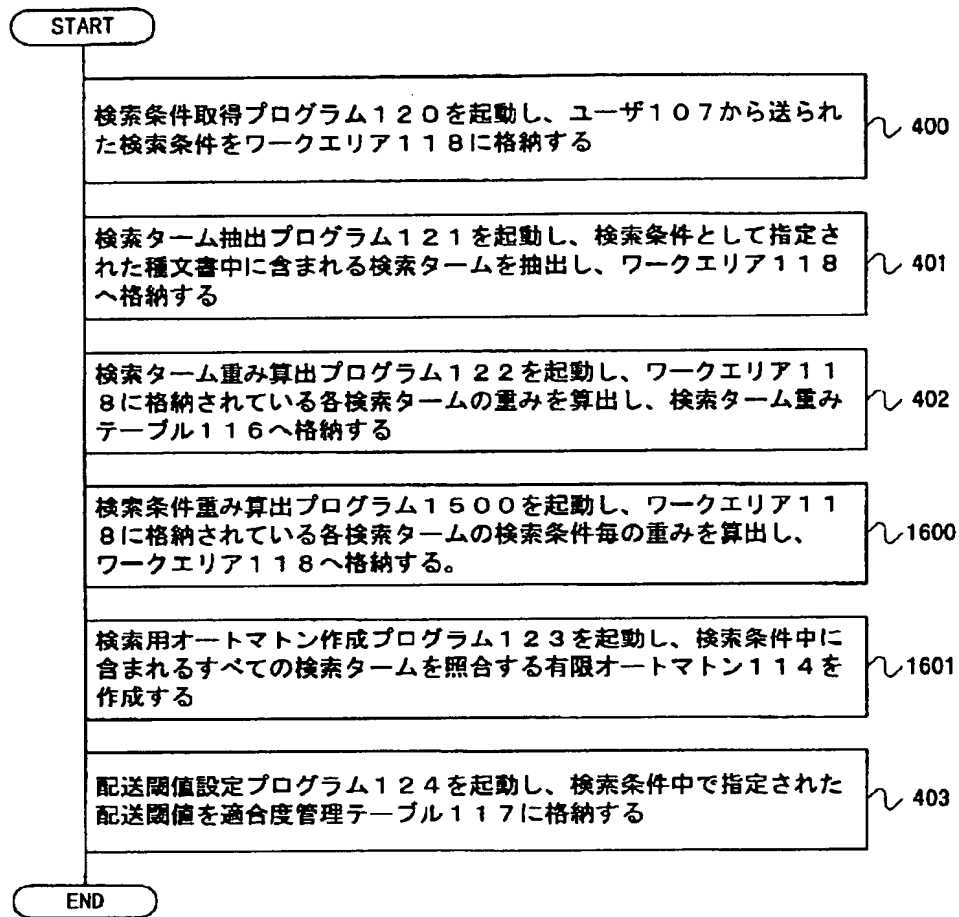 START
検索条件取得プログラム１２０を起動し、ユーザ１０７から送られ
た検索条件をワークエリア１１８に格納する
400
検索ターム抽出プログラム１２１を起動し、検索条件として指定さ
れた種文書中に含まれる検索タームを抽出し、ワークエリア１１８
へ格納する
401
検索ターム重み算出プログラム１２２を起動し、ワークエリア１１
８に格納されている各検索タームの重みを算出し、検索ターム重み
テーブル１１６へ格納する
402
検索条件重み算出プログラム１５００を起動し、ワークエリア１１
８に格納されている各検索タームの検索条件毎の重みを算出し、
ワークエリア１１８へ格納する。
1600
検索用オートマトン作成プログラム１２３を起動し、検索条件中に
含まれるすべての検索タームを照合する有限オートマトン１１４を
作成する
1601
配送閾値設定プログラム１２４を起動し、検索条件中で指定された
配送閾値を適合度管理テーブル１１７に格納する
403
END